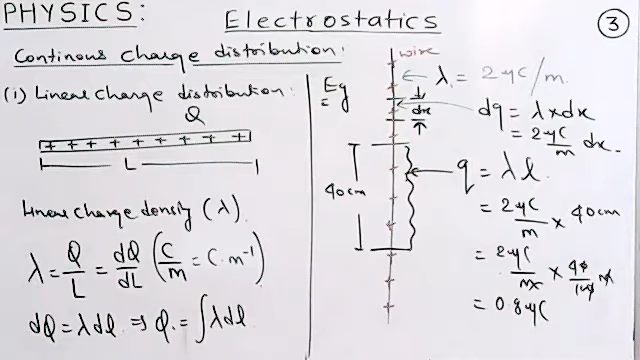 PHYSICS:
Electrostatics
3
Continous charge distribution:
(1) Linear charge distribution:
Q
+ + + + + + + + +
L
Linear charge density (λ)
λ = Q/L = dQ/dL (C/m = C·m⁻¹)
dQ = λdl ⇒ Q = ∫λdl
Eg =
wire
λ = 2μC/m
dx
dq = λ×dx
= 2μC/m dx.
40cm
q = λl
= 2μC/m × 40cm
= 2μC/m × 40/100 m
= 0.8μC